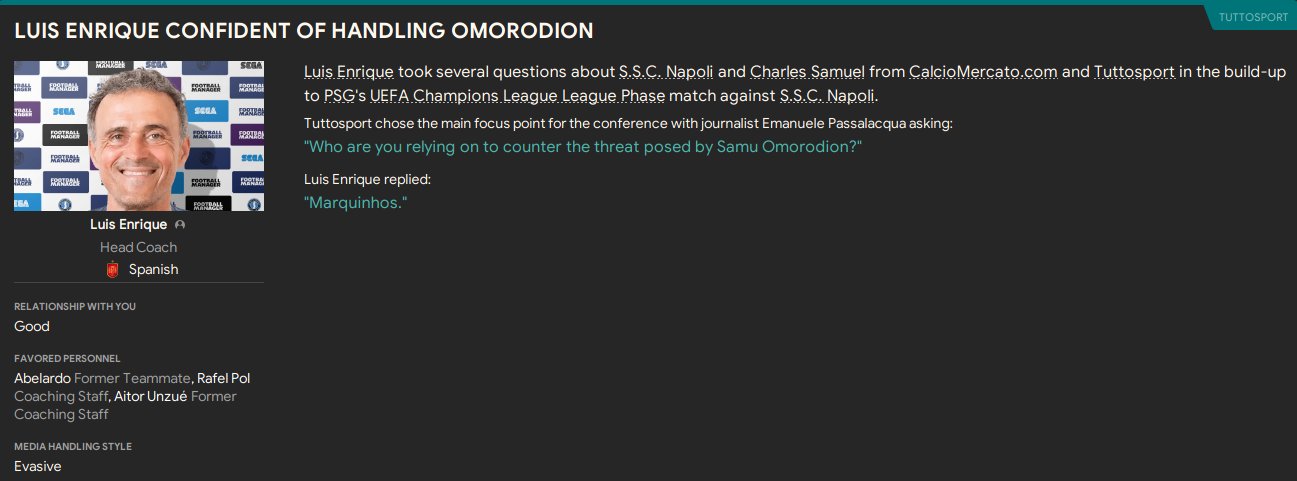 TUTTOSPORT
LUIS ENRIQUE CONFIDENT OF HANDLING OMORODION
FOOTBALL MANAGER
SEGA
Luis Enrique
Head Coach
Spanish
RELATIONSHIP WITH YOU
Good
FAVORED PERSONNEL
Abelardo Former Teammate, Rafel Pol
Coaching Staff, Aitor Unzué Former
Coaching Staff
MEDIA HANDLING STYLE
Evasive
Luis Enrique took several questions about S.S.C. Napoli and Charles Samuel from CalcioMercato.com and Tuttosport in the build-up
to PSG's UEFA Champions League League Phase match against S.S.C. Napoli.
Tuttosport chose the main focus point for the conference with journalist Emanuele Passalacqua asking:
"Who are you relying on to counter the threat posed by Samu Omorodion?"
Luis Enrique replied:
"Marquinhos."